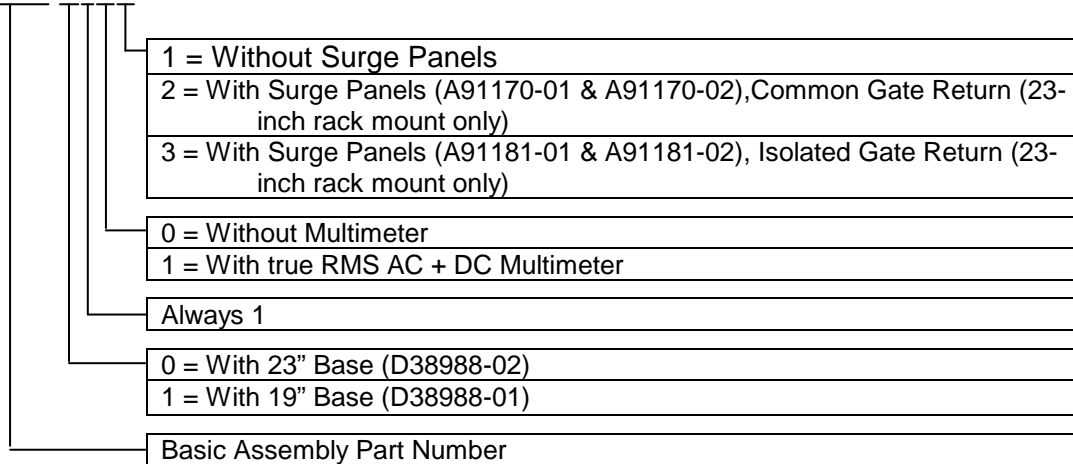 1 = Without Surge Panels
2 = With Surge Panels (A91170-01 & A91170-02),Common Gate Return (23-
inch rack mount only)
3 = With Surge Panels (A91181-01 & A91181-02), Isolated Gate Return (23-
inch rack mount only)
0 = Without Multimeter
1 = With true RMS AC + DC Multimeter
Always 1
0 = With 23” Base (D38988-02)
1 = With 19” Base (D38988-01)
Basic Assembly Part Number